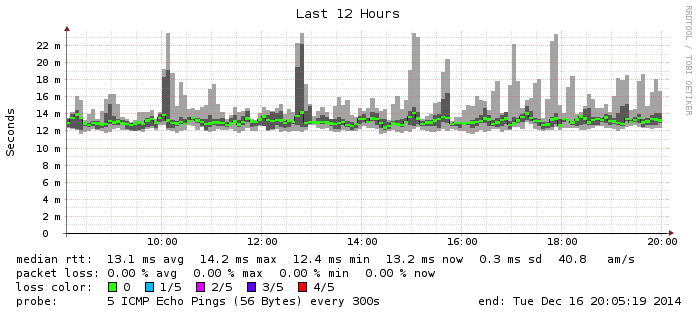 Last 12 Hours
RRDTOOL / TOBI OETIKER
Seconds
22 m
20 m
18 m
16 m
14 m
12 m
10 m
8 m
6 m
4 m
2 m
0
10:00 12:00 14:00 16:00 18:00 20:00
median rtt: 13.1 ms avg 14.2 ms max 12.4 ms min 13.2 ms now 0.3 ms sd 40.8 am/s
packet loss: 0.00 % avg 0.00 % max 0.00 % min 0.00 % now
loss color: 0 1/5 2/5 3/5 4/5
probe: 5 ICMP Echo Pings (56 Bytes) every 300s end: Tue Dec 16 20:05:19 2014